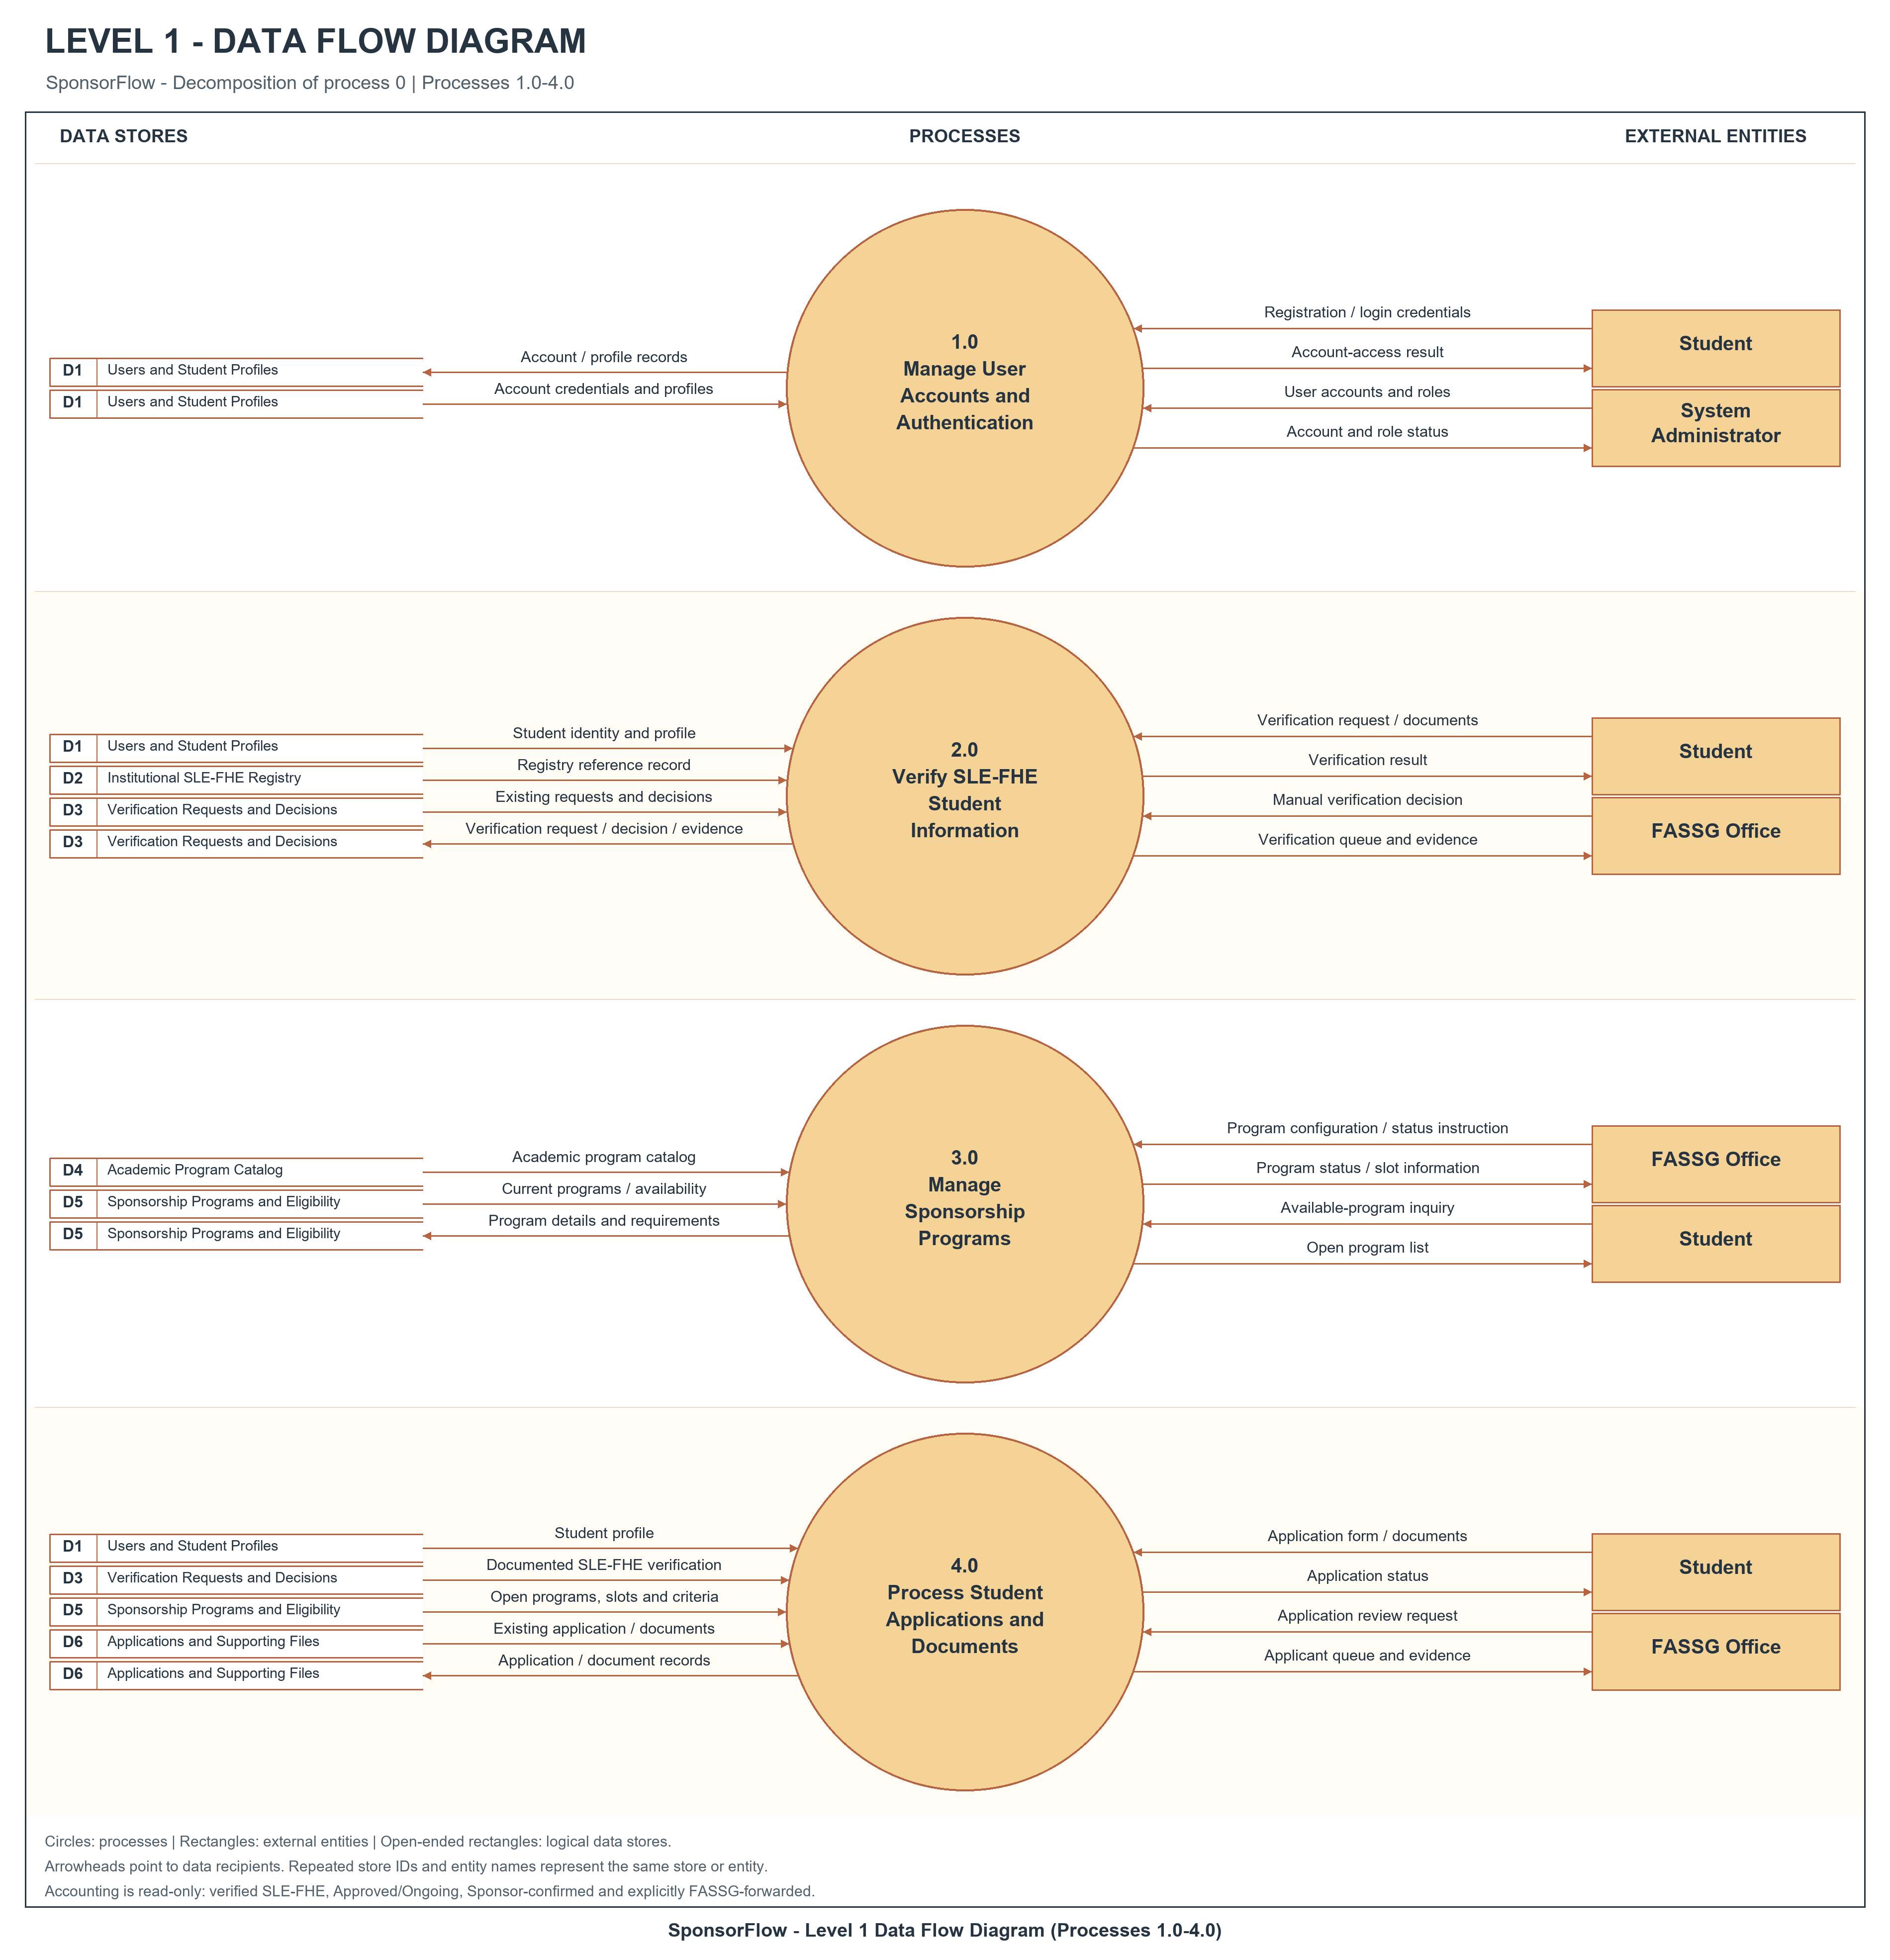 LEVEL 1 - DATA FLOW DIAGRAM
SponsorFlow - Decomposition of process 0 | Processes 1.0-4.0
DATA STORES
PROCESSES
EXTERNAL ENTITIES
D1 Users and Student Profiles
D1 Users and Student Profiles
Account / profile records
Account credentials and profiles
1.0
Manage User
Accounts and
Authentication
Registration / login credentials
Account-access result
User accounts and roles
Account and role status
Student
System
Administrator
D1 Users and Student Profiles
D2 Institutional SLE-FHE Registry
D3 Verification Requests and Decisions
D3 Verification Requests and Decisions
Student identity and profile
Registry reference record
Existing requests and decisions
Verification request / decision / evidence
2.0
Verify SLE-FHE
Student
Information
Verification request / documents
Verification result
Manual verification decision
Verification queue and evidence
Student
FASSG Office
D4 Academic Program Catalog
D5 Sponsorship Programs and Eligibility
D5 Sponsorship Programs and Eligibility
Academic program catalog
Current programs / availability
Program details and requirements
3.0
Manage
Sponsorship
Programs
Program configuration / status instruction
Program status / slot information
Available-program inquiry
Open program list
FASSG Office
Student
D1 Users and Student Profiles
D3 Verification Requests and Decisions
D5 Sponsorship Programs and Eligibility
D6 Applications and Supporting Files
D6 Applications and Supporting Files
Student profile
Documented SLE-FHE verification
Open programs, slots and criteria
Existing application / documents
Application / document records
4.0
Process Student
Applications and
Documents
Application form / documents
Application status
Application review request
Applicant queue and evidence
Student
FASSG Office
Circles: processes | Rectangles: external entities | Open-ended rectangles: logical data stores.
Arrowheads point to data recipients. Repeated store IDs and entity names represent the same store or entity.
Accounting is read-only: verified SLE-FHE, Approved/Ongoing, Sponsor-confirmed and explicitly FASSG-forwarded.
SponsorFlow - Level 1 Data Flow Diagram (Processes 1.0-4.0)